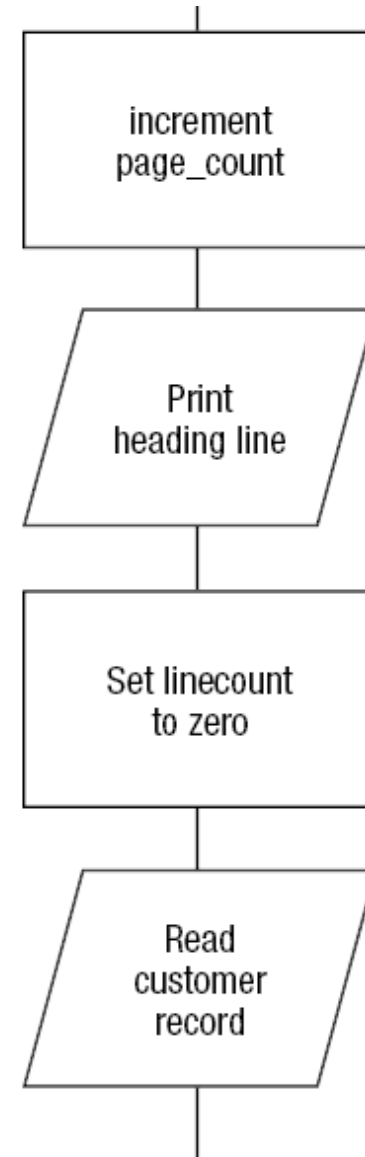 increment
page_count
Print
heading line
Set linecount
to zero
Read
customer
record